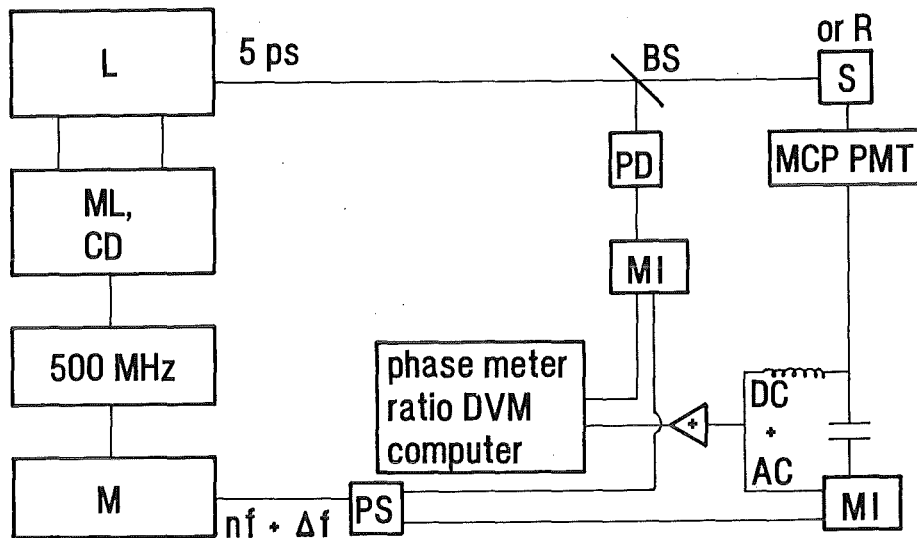 L
5 ps
BS
or R
S
PD
MCP PMT
ML,
CD
MI
500 MHz
phase meter
ratio DVM
computer
+
DC
+
AC
M
nf + Δf
PS
MI